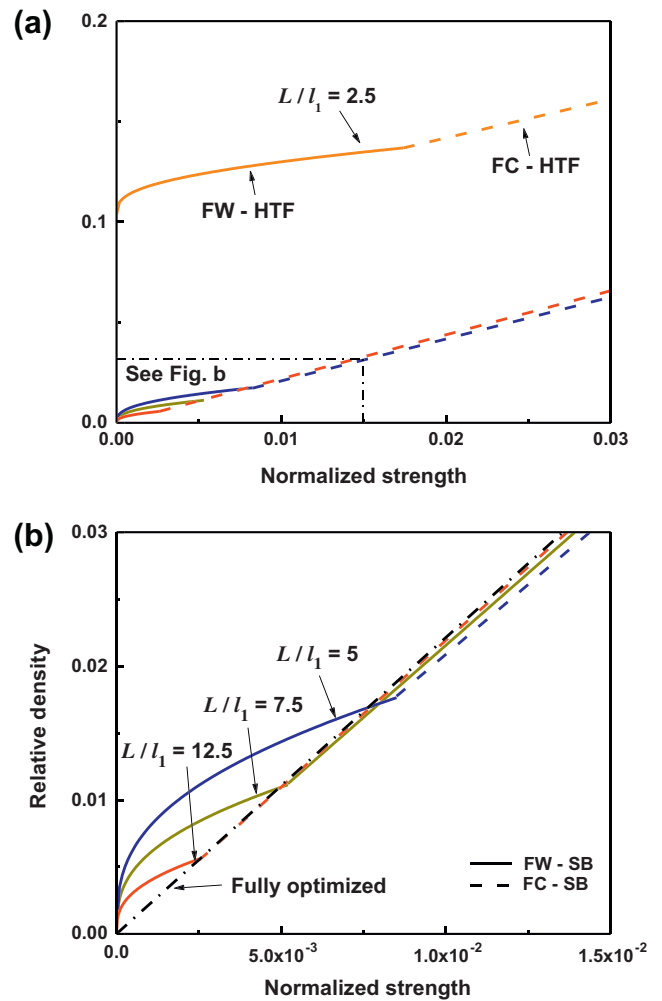 (a)
0.2
L / l1 = 2.5
FC - HTF
FW - HTF
0.1
See Fig. b
0.0
0.00 0.01 0.02 0.03
Normalized strength
(b)
0.03
L / l1 = 5
0.02
L / l1 = 7.5
L / l1 = 12.5
Relative density
0.01
Fully optimized
FW - SB
FC - SB
0.00
0.0 5.0x10-3 1.0x10-2 1.5x10-2
Normalized strength